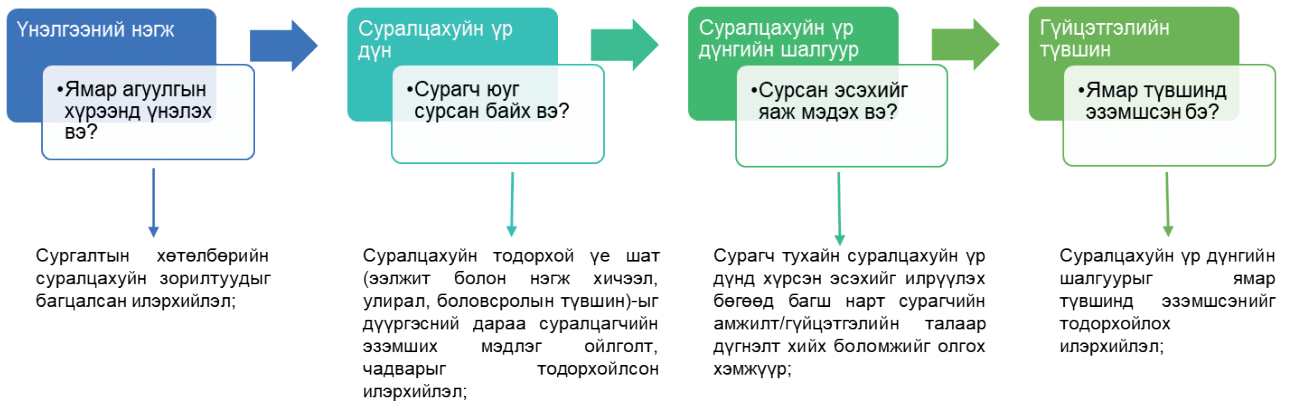 Үнэлгээний нэгж
•Ямар агуулгын
хүрээнд үнэлэх
вэ?
Сургалтын хөтөлбөрийн
суралцахуйн зорилтуудыг
багцалсан илэрхийлэл;
Суралцахуйн үр
дүн
•Сурагч юуг
сурсан байх вэ?
Суралцахуйн тодорхой үе шат
(ээлжит болон нэгж хичээл,
улирал, боловсролын түвшин)-ыг
дүүргэсний дараа суралцагчийн
эзэмших мэдлэг ойлголт,
чадварыг тодорхойлсон
илэрхийлэл;
Суралцахуйн үр
дүнгийн шалгуур
•Сурсан эсэхийг
яаж мэдэх вэ?
Сурагч тухайн суралцахуйн үр
дүнд хүрсэн эсэхийг илрүүлэх
бөгөөд багш нарт сурагчийн
амжилт/гүйцэтгэлийн талаар
дүгнэлт хийх боломжийг олгох
хэмжүүр;
Гүйцэтгэлийн
түвшин
•Ямар түвшинд
эзэмшсэн бэ?
Суралцахуйн үр дүнгийн
шалгуурыг ямар
түвшинд эзэмшсэнийг
тодорхойлох
илэрхийлэл;